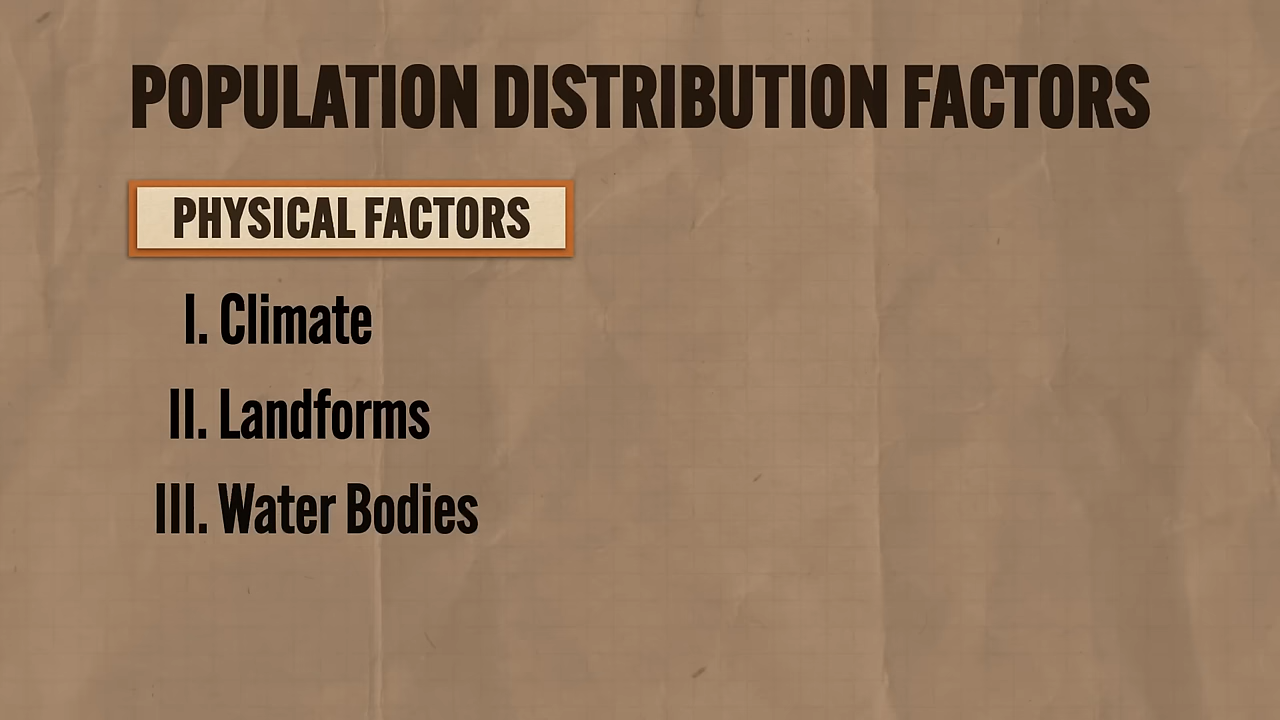 POPULATION DISTRIBUTION FACTORS
PHYSICAL FACTORS
I. Climate
II. Landforms
III. Water Bodies